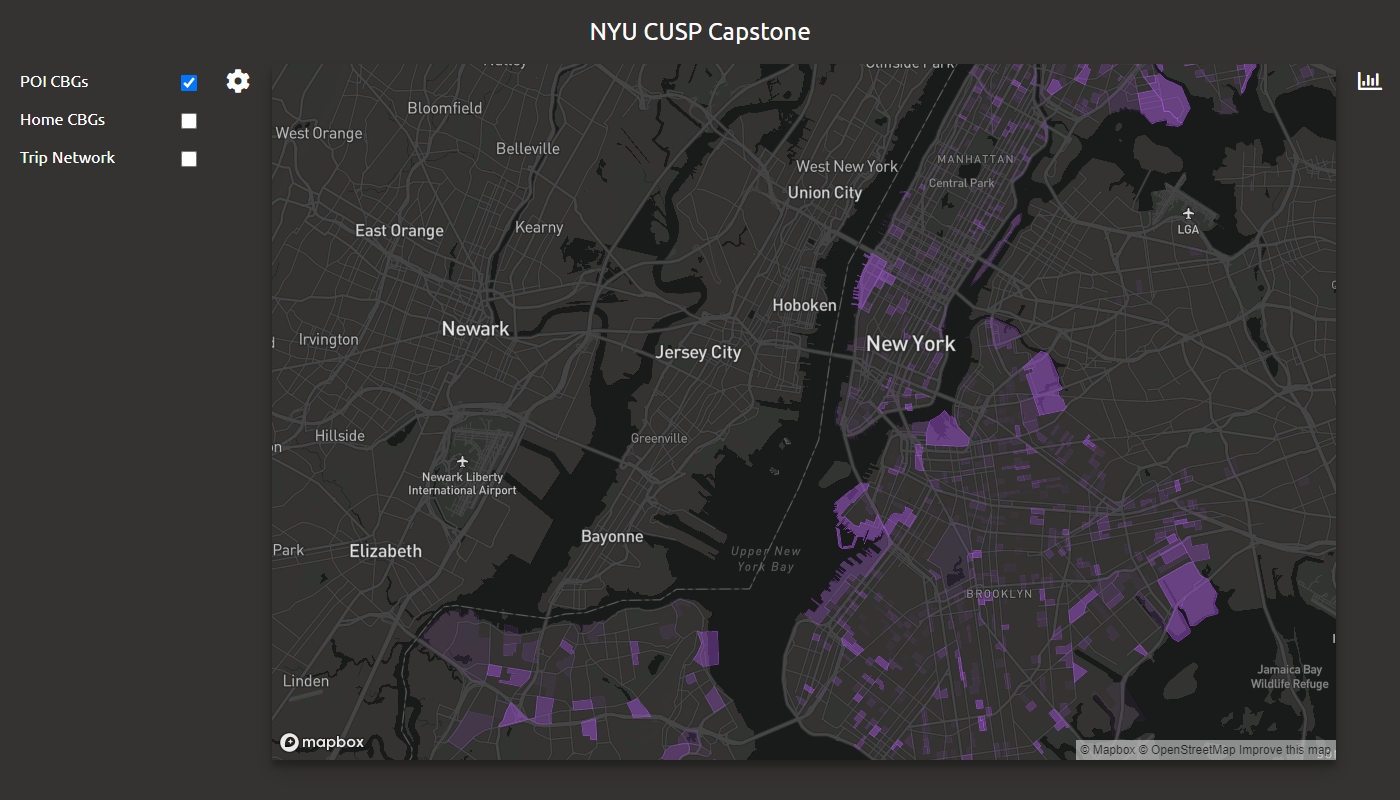 NYU CUSP Capstone
POI CBGs
Home CBGs
Trip Network
Cliffside Park
Bloomfield
West Orange
Belleville
MANHATTAN
West New York
Central Park
Union City
LGA
East Orange
Kearny
Hoboken
Newark
New York
Irvington
Jersey City
Hillside
Greenville
Newark Liberty
International Airport
Bayonne
Park
Elizabeth
Upper New
York Bay
BROOKLYN
Jamaica Bay
Wildlife Refuge
Linden
mapbox
© Mapbox © OpenStreetMap Improve this map